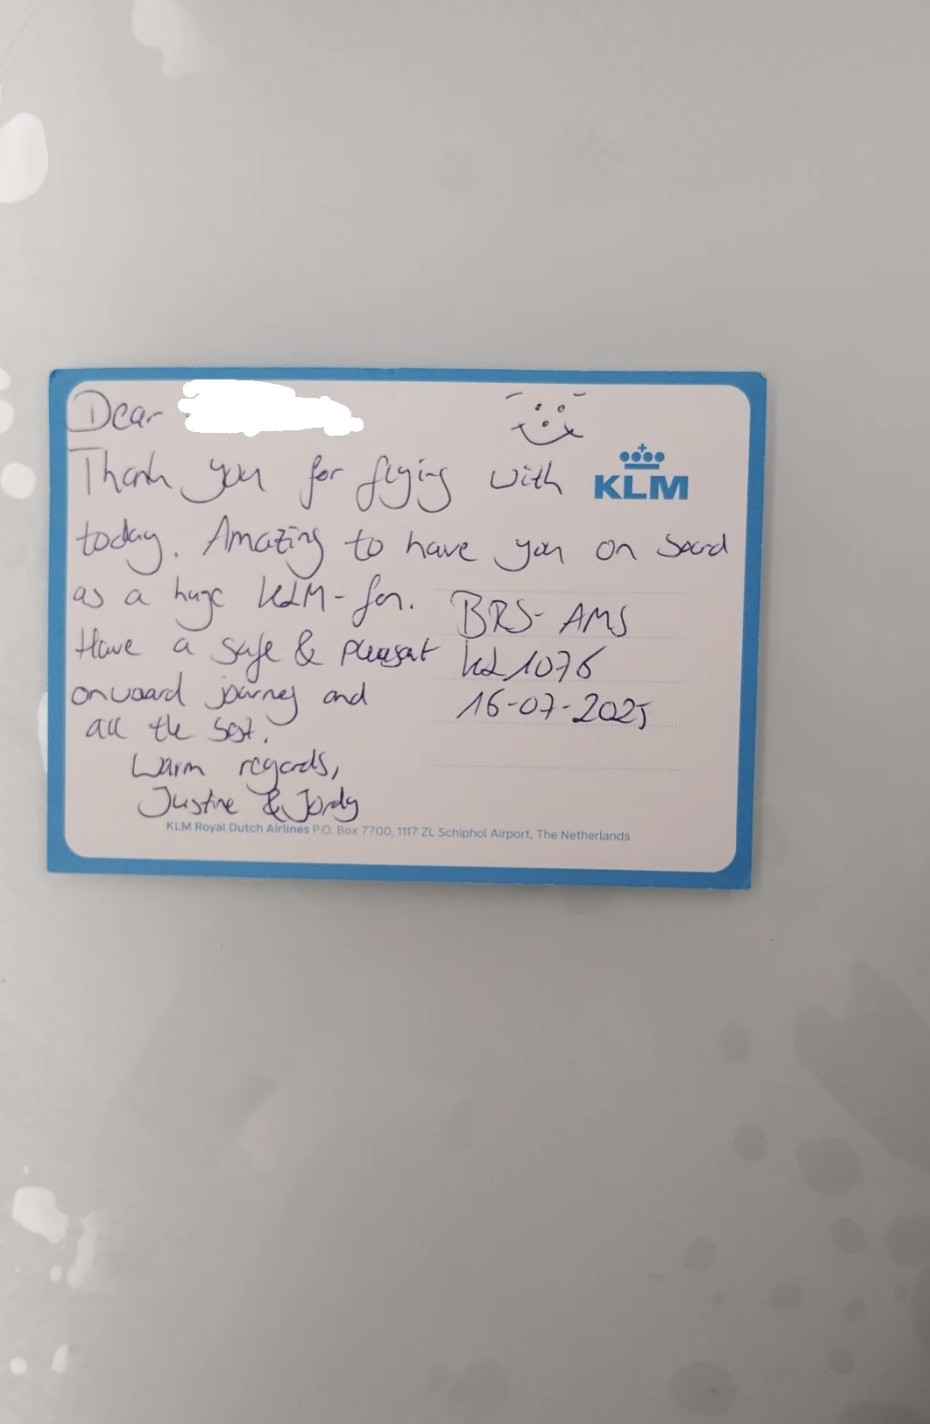 Dear
Thank you for flying with KLM
today. Amazing to have you on board
as a huge KLM-fan.
Have a safe & pleasant
onward journey and
all the best.
Warm regards,
Justine & Jordy
BRS-AMS
KL1076
16-07-2025
KLM Royal Dutch Airlines P.O. Box 7700, 1117 ZL Schiphol Airport, The Netherlands